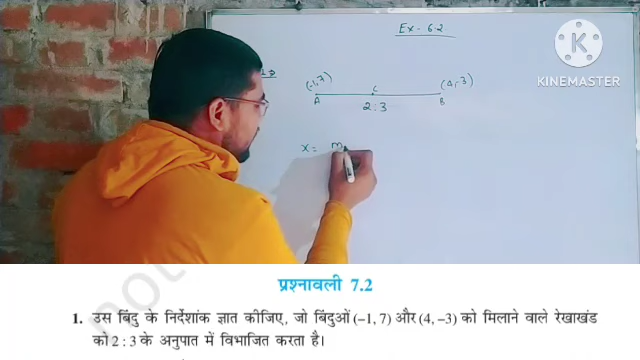 Ex - 6.2
KINEMASTER
(-1, 7)
(4, -3)
A
C
B
2 : 3
x =
प्रश्नावली 7.2
1. उस बिंदु के निर्देशांक ज्ञात कीजिए, जो बिंदुओं (–1, 7) और (4, –3) को मिलाने वाले रेखाखंड
को 2 : 3 के अनुपात में विभाजित करता है।